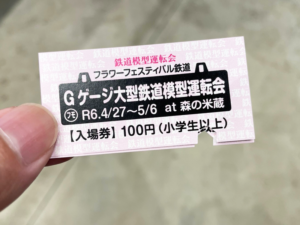 鉄道模型運転会
フラワーフェスティバル鉄道
Gゲージ大型鉄道模型運転会
フモ R6.4/27〜5/6 at 森の米蔵
【入場券】100円(小学生以上)